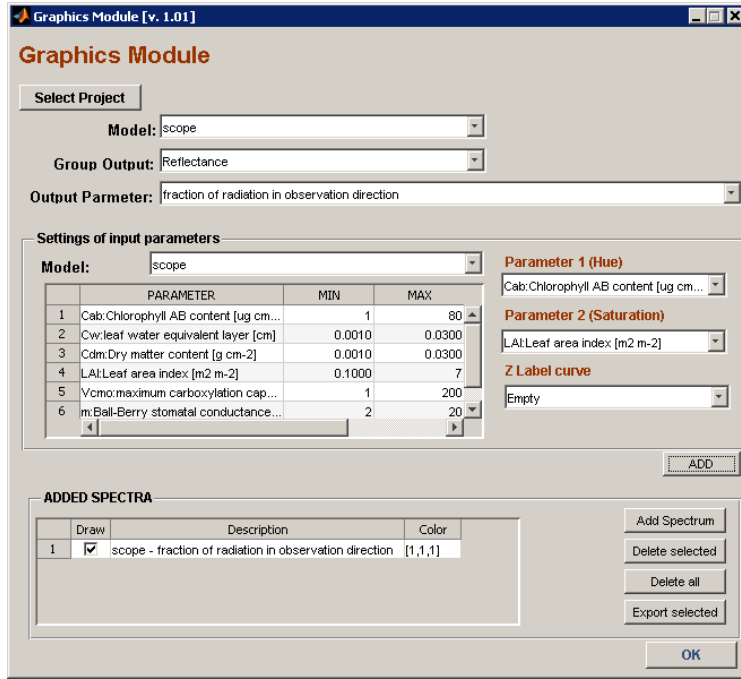 Graphics Module [v. 1.01]
Graphics Module
Select Project
Model: scope
Group Output: Reflectance
Output Parmeter: fraction of radiation in observation direction
Settings of input parameters
Model: scope
PARAMETER MIN MAX
1 Cab:Chlorophyll AB content [ug cm... 1 80
2 Cw:leaf water equivalent layer [cm] 0.0010 0.0300
3 Cdm:Dry matter content [g cm-2] 0.0010 0.0300
4 LAI:Leaf area index [m2 m-2] 0.1000 7
5 Vcmo:maximum carboxylation cap... 1 200
6 m:Ball-Berry stomatal conductance... 2 20
Parameter 1 (Hue)
Cab:Chlorophyll AB content [ug cm...
Parameter 2 (Saturation)
LAI:Leaf area index [m2 m-2]
Z Label curve
Empty
ADD
ADDED SPECTRA
Draw Description Color
1 scope - fraction of radiation in observation direction [1,1,1]
Add Spectrum
Delete selected
Delete all
Export selected
OK